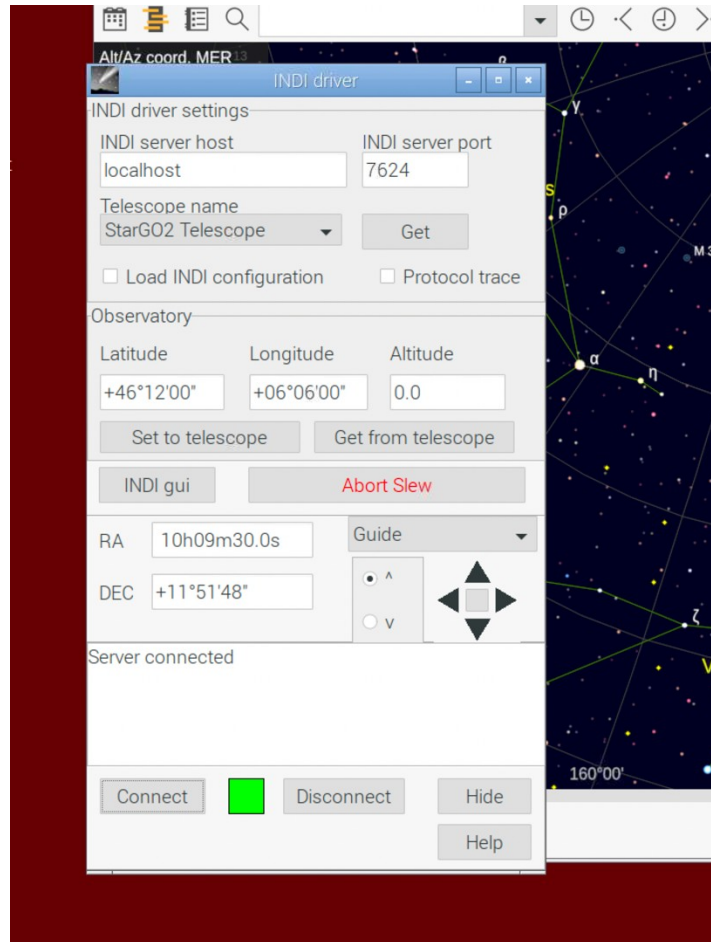 Alt/Az coord. MER13
INDI driver
INDI driver settings
INDI server host INDI server port
localhost 7624
Telescope name
StarGO2 Telescope Get
Load INDI configuration Protocol trace
Observatory
Latitude Longitude Altitude
+46°12'00" +06°06'00" 0.0
Set to telescope Get from telescope
INDI gui Abort Slew
RA 10h09m30.0s Guide
DEC +11°51'48" ^
v
Server connected
Connect Disconnect Hide
Help
γ
S
ρ
M3
α
η
ζ
V
160°00'